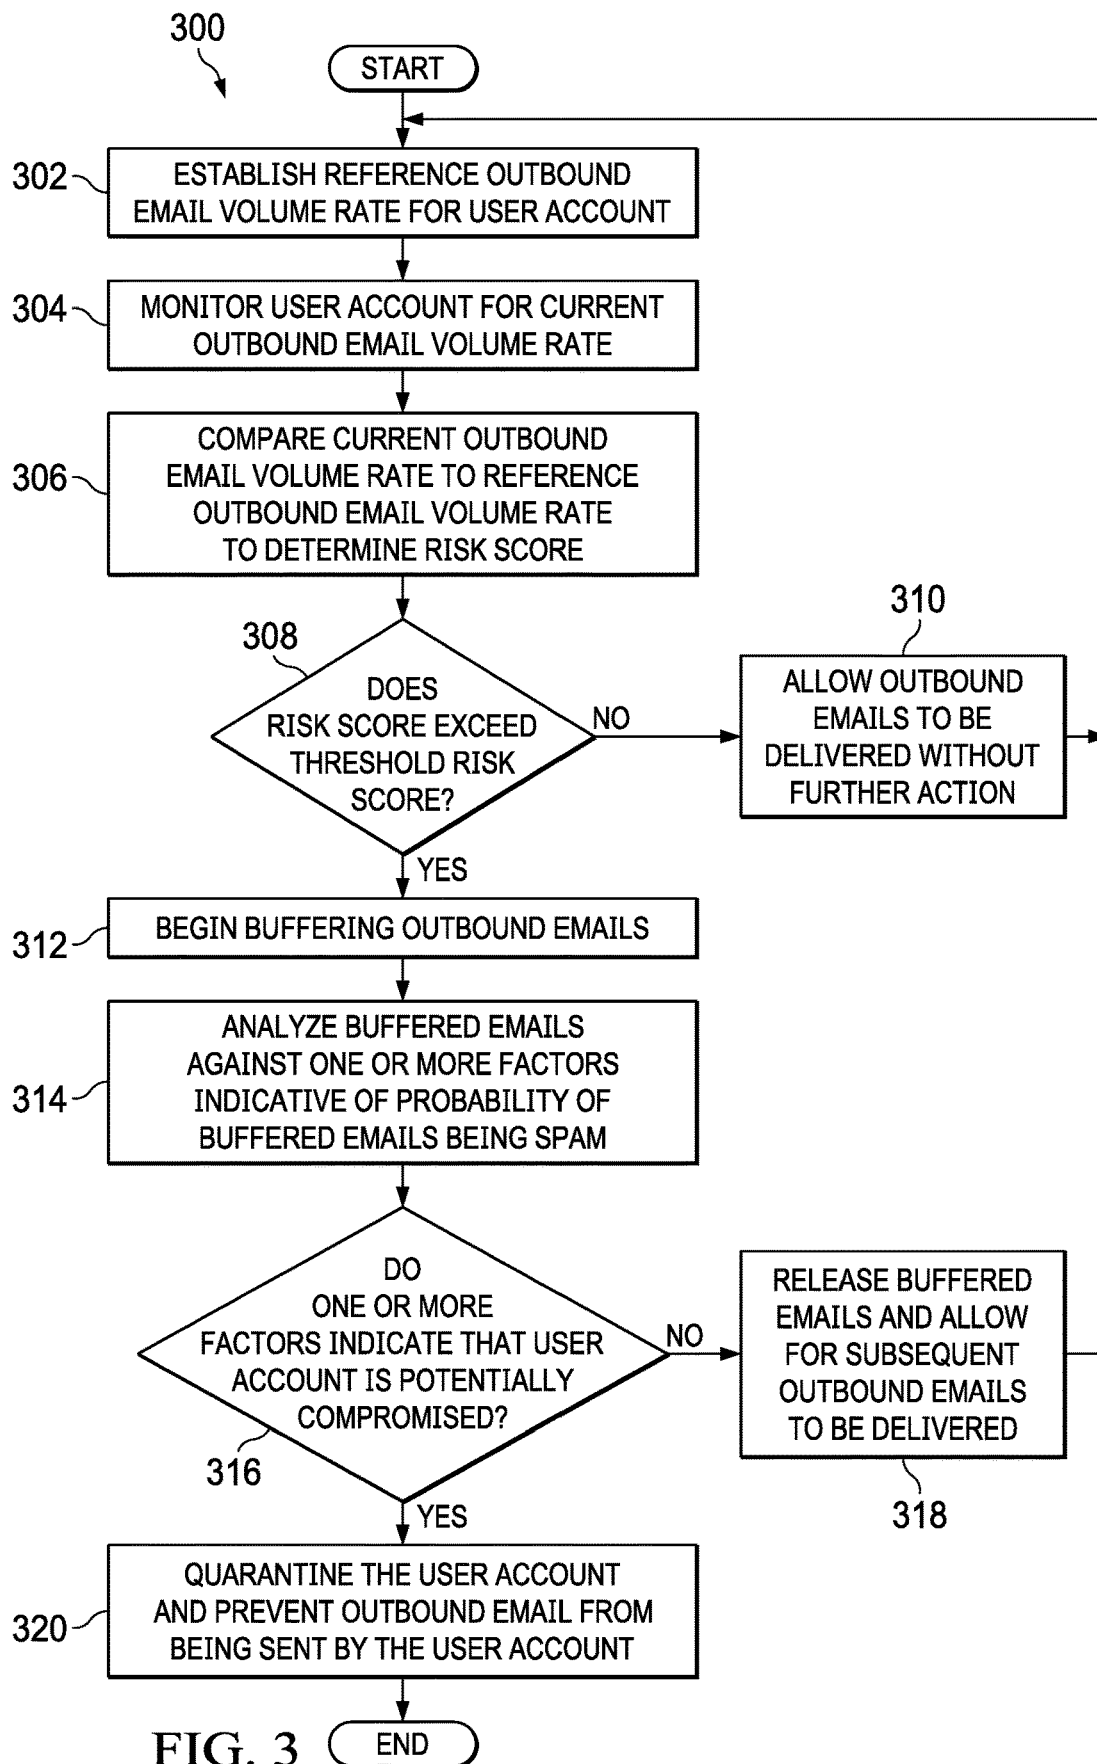 300
START
302
ESTABLISH REFERENCE OUTBOUND
EMAIL VOLUME RATE FOR USER ACCOUNT
304
MONITOR USER ACCOUNT FOR CURRENT
OUTBOUND EMAIL VOLUME RATE
306
COMPARE CURRENT OUTBOUND
EMAIL VOLUME RATE TO REFERENCE
OUTBOUND EMAIL VOLUME RATE
TO DETERMINE RISK SCORE
308
DOES
RISK SCORE EXCEED
THRESHOLD RISK
SCORE?
NO
310
ALLOW OUTBOUND
EMAILS TO BE
DELIVERED WITHOUT
FURTHER ACTION
YES
312
BEGIN BUFFERING OUTBOUND EMAILS
314
ANALYZE BUFFERED EMAILS
AGAINST ONE OR MORE FACTORS
INDICATIVE OF PROBABILITY OF
BUFFERED EMAILS BEING SPAM
DO
ONE OR MORE
FACTORS INDICATE THAT USER
ACCOUNT IS POTENTIALLY
COMPROMISED?
316
NO
RELEASE BUFFERED
EMAILS AND ALLOW
FOR SUBSEQUENT
OUTBOUND EMAILS
TO BE DELIVERED
318
YES
320
QUARANTINE THE USER ACCOUNT
AND PREVENT OUTBOUND EMAIL FROM
BEING SENT BY THE USER ACCOUNT
END
FIG. 3